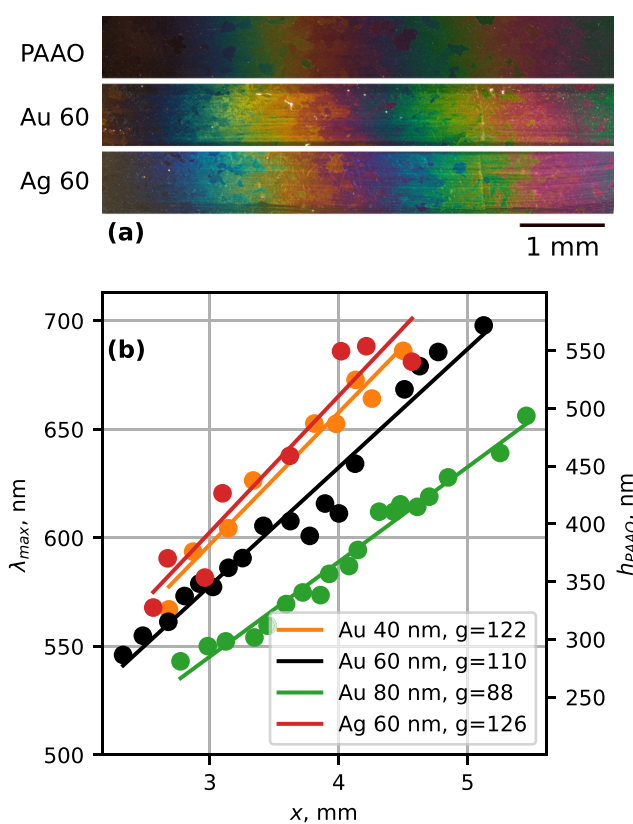 PAAO
Au 60
Ag 60
(a)
1 mm
(b)
700
650
600
550
500
λmax, nm
550
500
450
400
350
300
250
hPAAO, nm
Au 40 nm, g=122
Au 60 nm, g=110
Au 80 nm, g=88
Ag 60 nm, g=126
3 4 5
x, mm